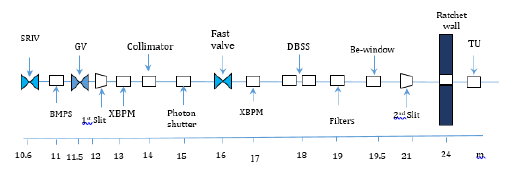 Ratchet
wall
SRIV
GV
Collimator
Fast
valve
DBSS
Be-window
TU
BMPS
1st Slit
XBPM
Photon
shutter
XBPM
Filters
2nd Slit
10.6 11 11.5 12 13 14 15 16 17 18 19 19.5 21 24 m